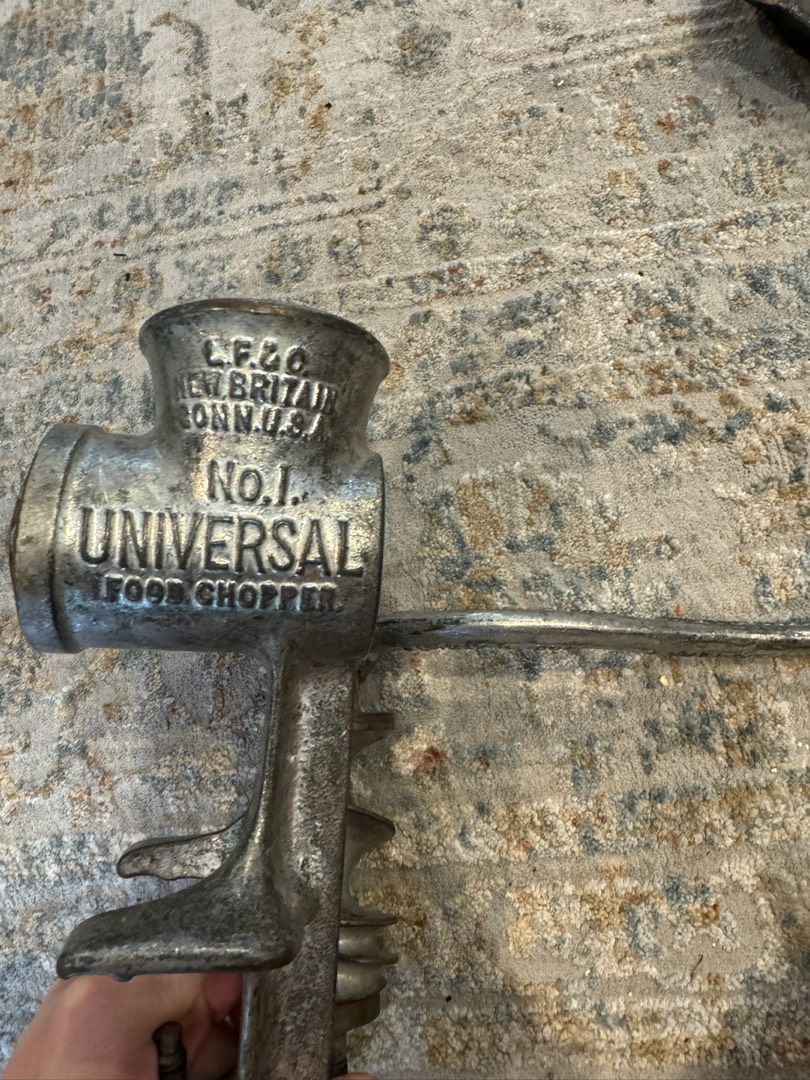 L.F.& C.
NEW BRITAIN
CONN.U.S.A
No.1.
UNIVERSAL
FOOD CHOPPER.